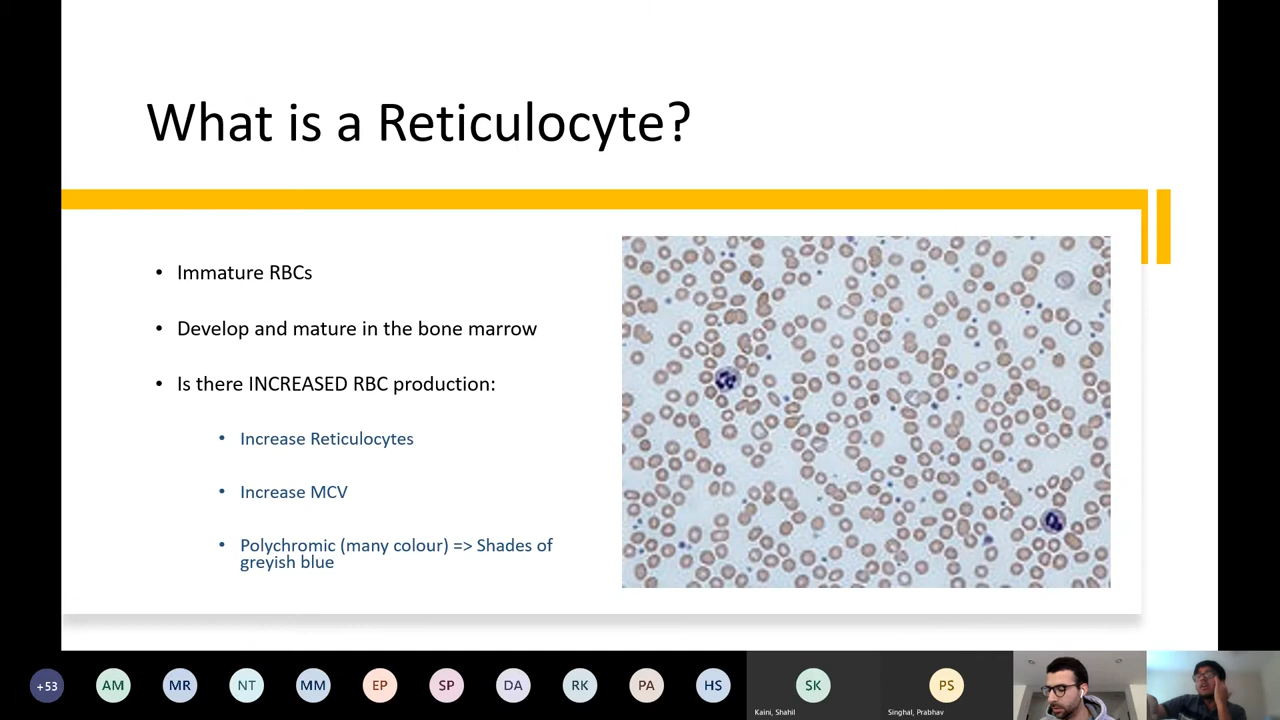 What is a Reticulocyte?
• Immature RBCs
• Develop and mature in the bone marrow
• Is there INCREASED RBC production:
• Increase Reticulocytes
• Increase MCV
• Polychromic (many colour) => Shades of
greyish blue
+53 AM MR NT MM EP SP DA RK PA HS SK PS
Kaini, Shahil
Singhal, Prabhav